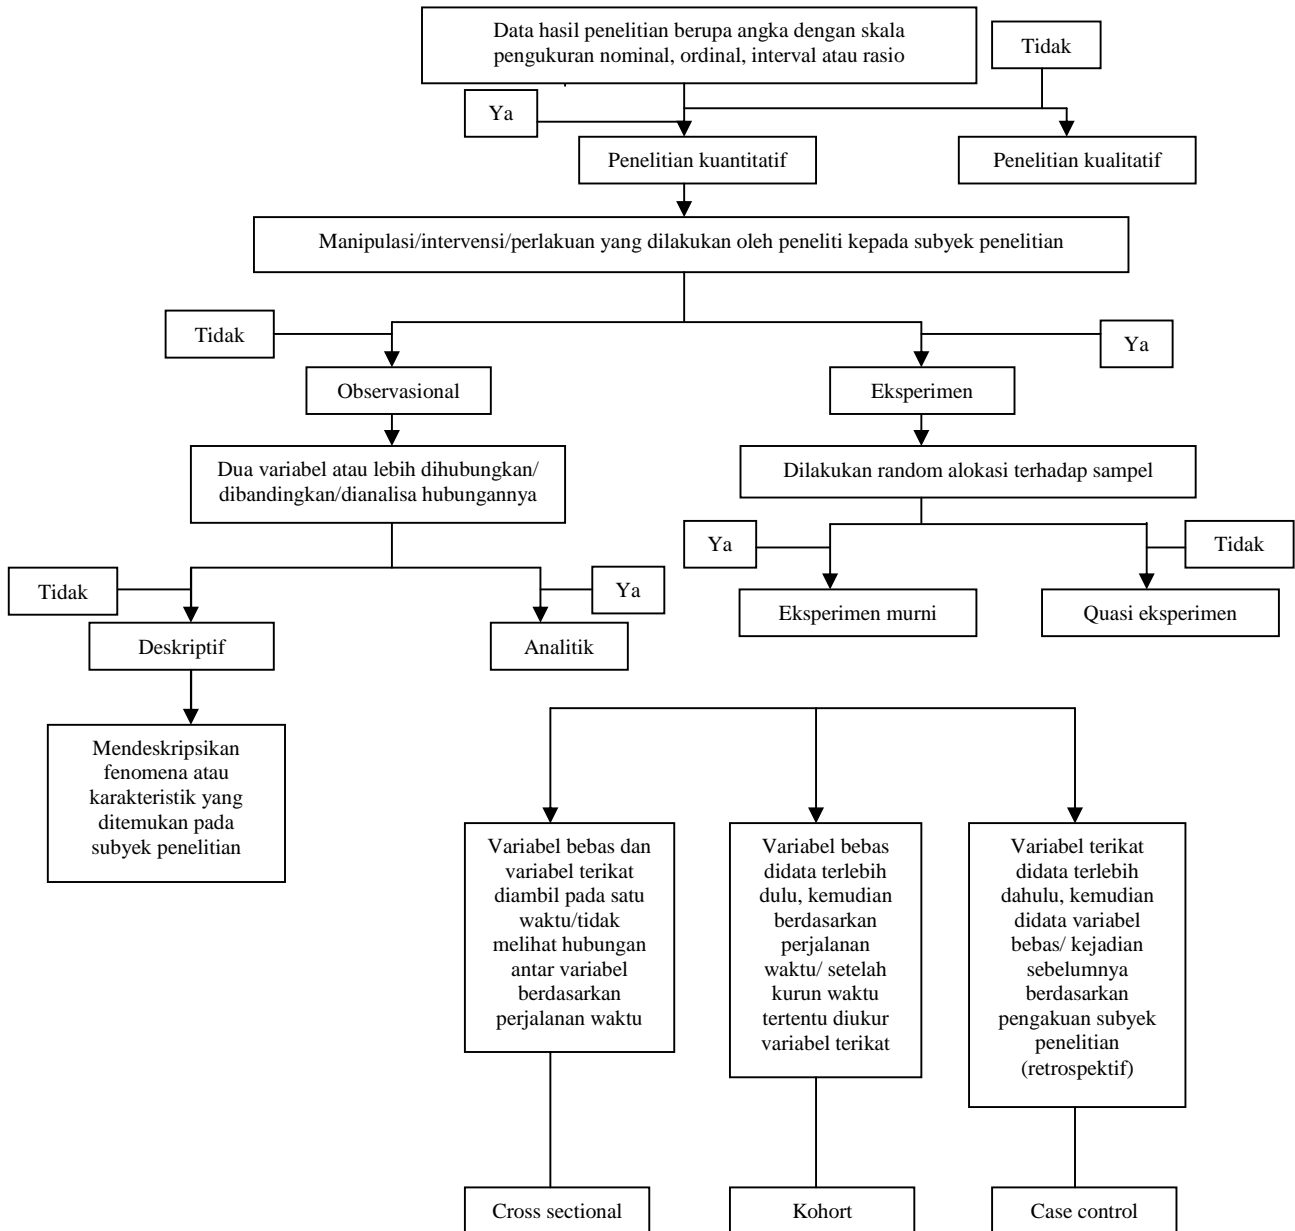 Data hasil penelitian berupa angka dengan skala
pengukuran nominal, ordinal, interval atau rasio
Tidak
Ya
Penelitian kuantitatif
Penelitian kualitatif
Manipulasi/intervensi/perlakuan yang dilakukan oleh peneliti kepada subyek penelitian
Tidak
Ya
Observasional
Eksperimen
Dua variabel atau lebih dihubungkan/
dibandingkan/dianalisa hubungannya
Dilakukan random alokasi terhadap sampel
Ya
Tidak
Tidak
Ya
Eksperimen murni
Quasi eksperimen
Deskriptif
Analitik
Mendeskripsikan
fenomena atau
karakteristik yang
ditemukan pada
subyek penelitian
Variabel bebas dan
variabel terikat
diambil pada satu
waktu/tidak
melihat hubungan
antar variabel
berdasarkan
perjalanan waktu
Variabel bebas
didata terlebih
dulu, kemudian
berdasarkan
perjalanan
waktu/ setelah
kurun waktu
tertentu diukur
variabel terikat
Variabel terikat
didata terlebih
dahulu, kemudian
didata variabel
bebas/ kejadian
sebelumnya
berdasarkan
pengakuan subyek
penelitian
(retrospektif)
Cross sectional
Kohort
Case control